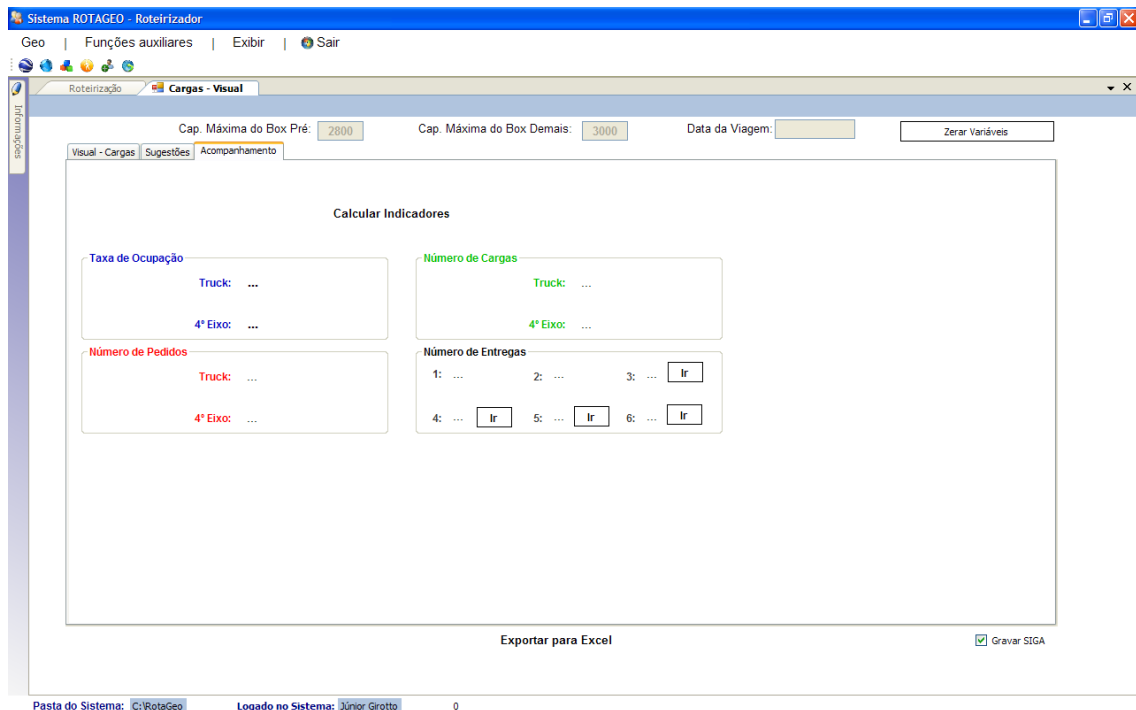 Sistema ROTAGEO - Roteirizador
Geo | Funções auxiliares | Exibir | Sair
Informações
Roteirização Cargas - Visual
Cap. Máxima do Box Pré: 2800 Cap. Máxima do Box Demais: 3000 Data da Viagem: Zerar Variáveis
Visual - Cargas Sugestões Acompanhamento
Calcular Indicadores
Taxa de Ocupação
Truck: ...
4º Eixo: ...
Número de Cargas
Truck: ...
4º Eixo: ...
Número de Pedidos
Truck: ...
4º Eixo: ...
Número de Entregas
1: ... 2: ... 3: ... Ir
4: ... Ir 5: ... Ir 6: ... Ir
Exportar para Excel Gravar SIGA
Pasta do Sistema: C:\RotaGeo Logado no Sistema: Júnior Girotto 0